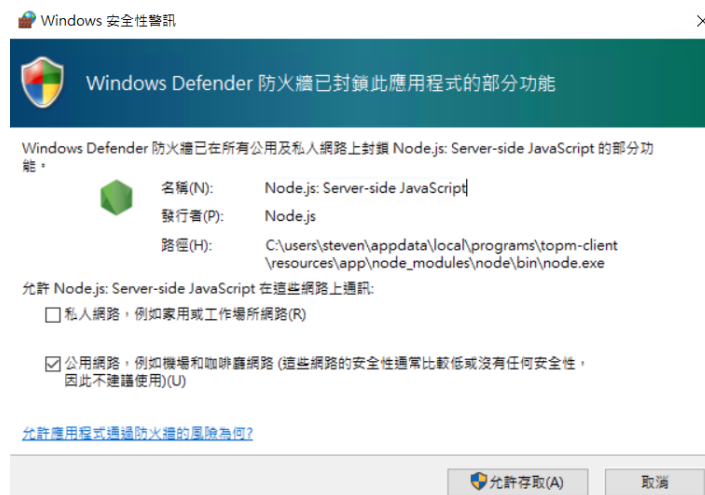 Windows 安全性警訊
Windows Defender 防火牆已封鎖此應用程式的部分功能
Windows Defender 防火牆已在所有公用及私人網路上封鎖 Node.js: Server-side JavaScript 的部分功
能。
名稱(N): Node.js: Server-side JavaScript
發行者(P): Node.js
路徑(H): C:\users\steven\appdata\local\programs\topm-client
\resources\app\node_modules\node\bin\node.exe
允許 Node.js: Server-side JavaScript 在這些網路上通訊:
私人網路，例如家用或工作場所網路(R)
公用網路，例如機場和咖啡廳網路 (這些網路的安全性通常比較低或沒有任何安全性，
因此不建議使用)(U)
允許應用程式通過防火牆的風險為何?
允許存取(A) 取消